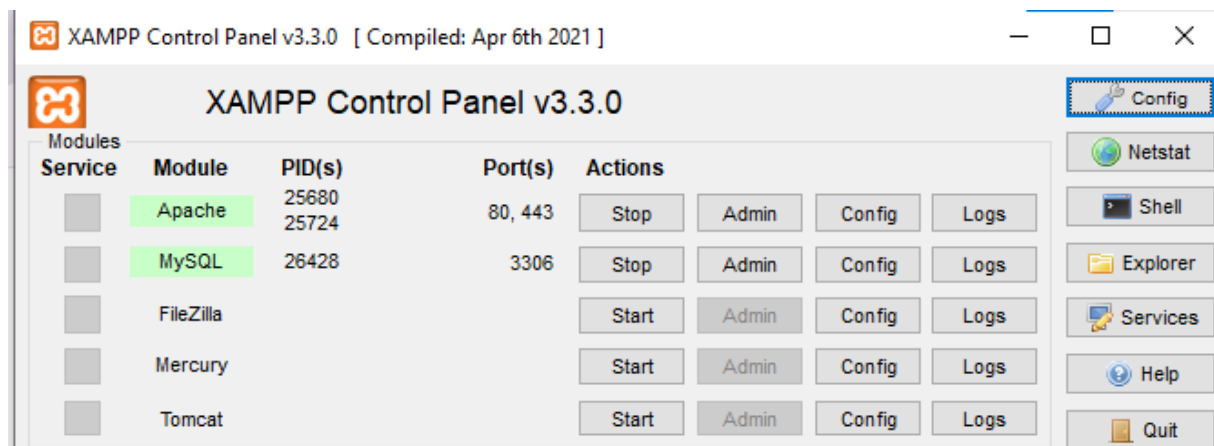 XAMPP Control Panel v3.3.0 [ Compiled: Apr 6th 2021 ]
XAMPP Control Panel v3.3.0
Config
Modules
Netstat
Service Module PID(s) Port(s) Actions
Apache 25680 25724 80, 443 Stop Admin Config Logs
Shell
MySQL 26428 3306 Stop Admin Config Logs
Explorer
FileZilla Start Admin Config Logs
Services
Mercury Start Admin Config Logs
Help
Tomcat Start Admin Config Logs
Quit